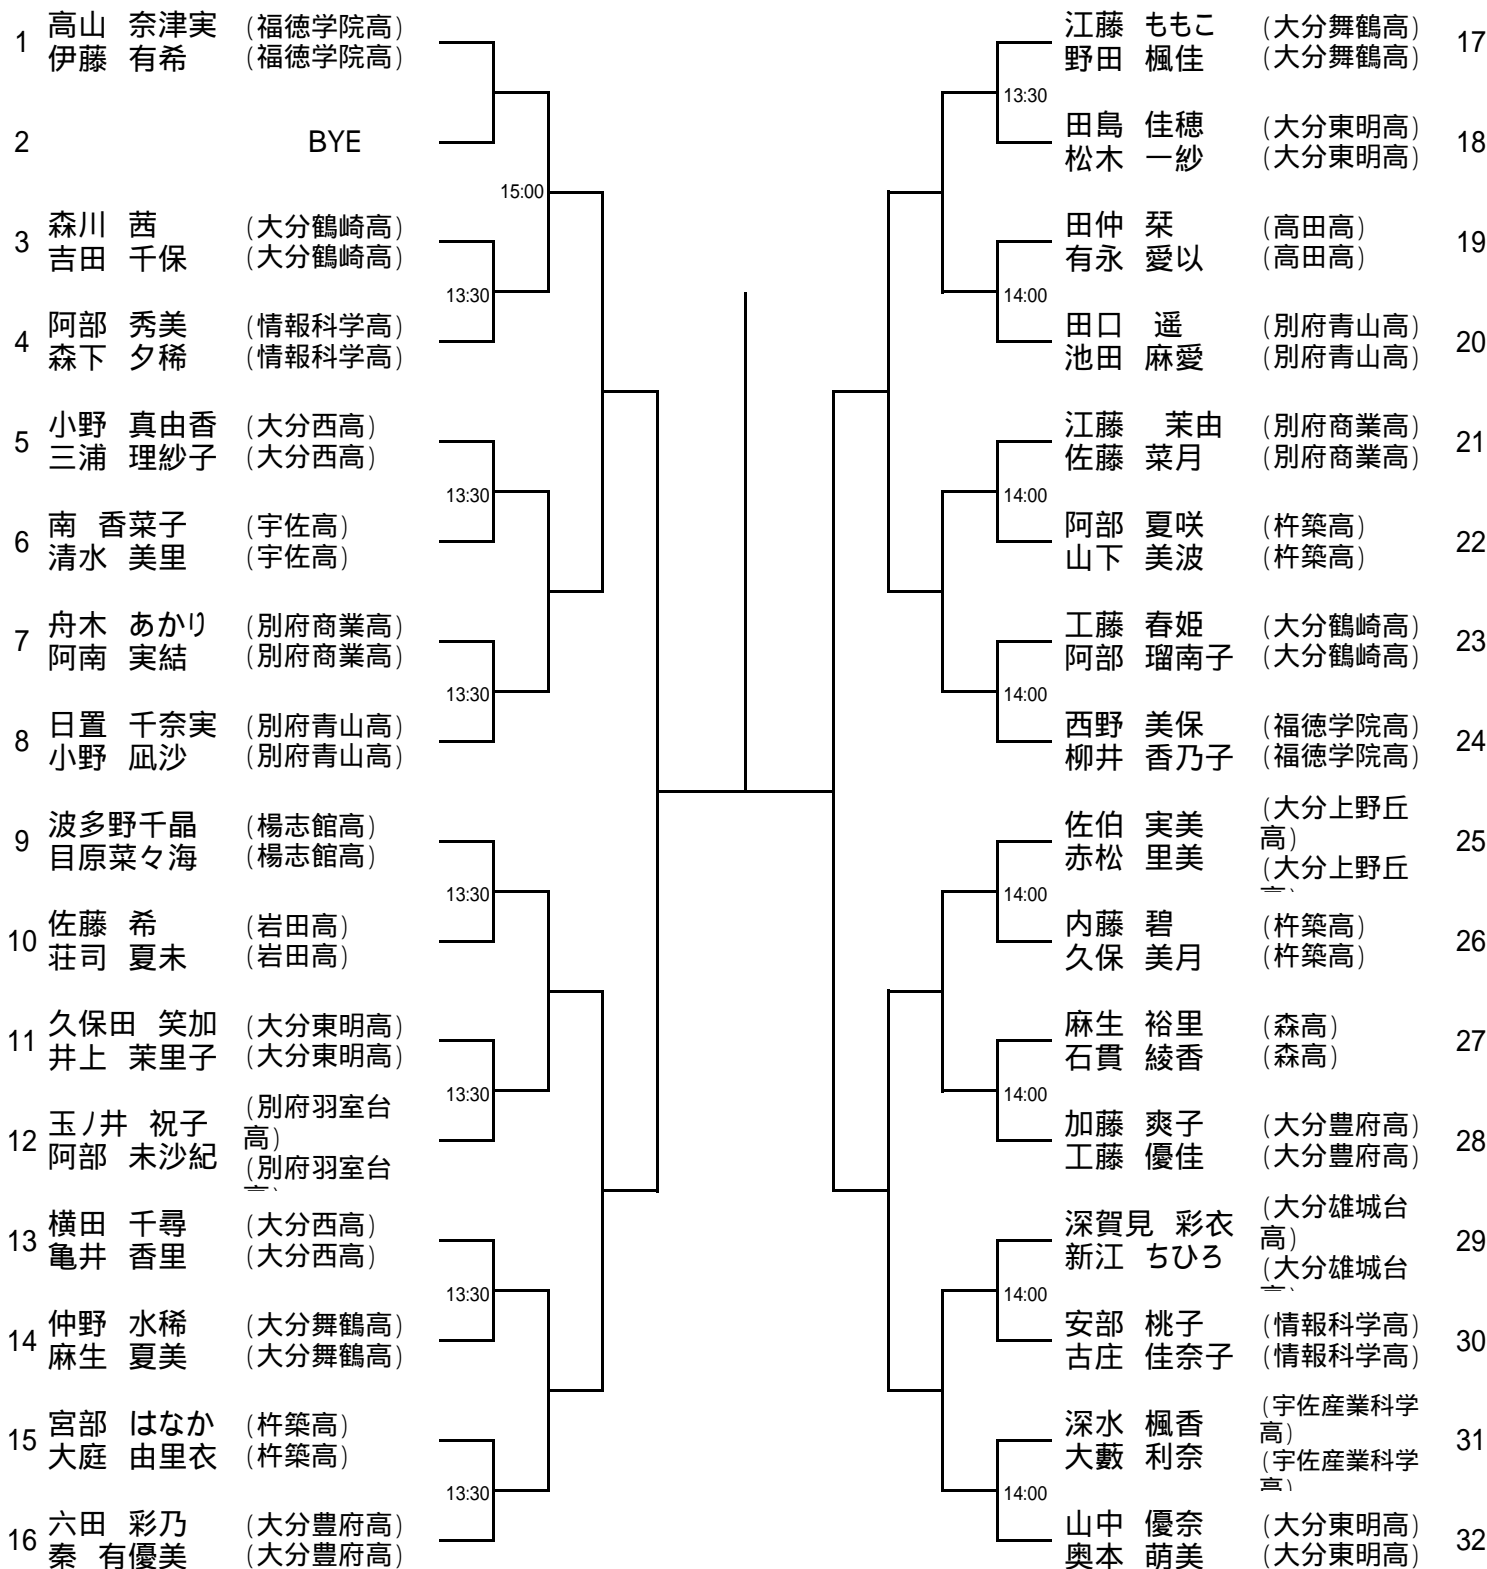 1 高山 奈津実 (福徳学院高)
伊藤 有希 (福徳学院高)
2 BYE
15:00
3 森川 茜 (大分鶴崎高)
吉田 千保 (大分鶴崎高)
13:30
4 阿部 秀美 (情報科学高)
森下 夕稀 (情報科学高)
5 小野 真由香 (大分西高)
三浦 理紗子 (大分西高)
13:30
6 南 香菜子 (宇佐高)
清水 美里 (宇佐高)
7 舟木 あかり (別府商業高)
阿南 実結 (別府商業高)
13:30
8 日置 千奈実 (別府青山高)
小野 凪沙 (別府青山高)
9 波多野千晶 (楊志館高)
目原菜々海 (楊志館高)
13:30
10 佐藤 希 (岩田高)
荘司 夏未 (岩田高)
11 久保田 笑加 (大分東明高)
井上 茉里子 (大分東明高)
13:30
12 玉ノ井 祝子 (別府羽室台
高)
阿部 未沙紀 (別府羽室台
13 横田 千尋 (大分西高)
亀井 香里 (大分西高)
13:30
14 仲野 水稀 (大分舞鶴高)
麻生 夏美 (大分舞鶴高)
15 宮部 はなか (杵築高)
大庭 由里衣 (杵築高)
13:30
16 六田 彩乃 (大分豊府高)
秦 有優美 (大分豊府高)
江藤 ももこ (大分舞鶴高) 17
野田 楓佳 (大分舞鶴高)
13:30
田島 佳穂 (大分東明高) 18
松木 一紗 (大分東明高)
田仲 栞 (高田高) 19
有永 愛以 (高田高)
14:00
田口 遥 (別府青山高) 20
池田 麻愛 (別府青山高)
江藤 茉由 (別府商業高) 21
佐藤 菜月 (別府商業高)
14:00
阿部 夏咲 (杵築高) 22
山下 美波 (杵築高)
工藤 春姫 (大分鶴崎高) 23
阿部 瑠南子 (大分鶴崎高)
14:00
西野 美保 (福徳学院高) 24
柳井 香乃子 (福徳学院高)
佐伯 実美 (大分上野丘
高) 25
赤松 里美 (大分上野丘
14:00
内藤 碧 (杵築高) 26
久保 美月 (杵築高)
麻生 裕里 (森高) 27
石貫 綾香 (森高)
14:00
加藤 爽子 (大分豊府高) 28
工藤 優佳 (大分豊府高)
深賀見 彩衣 (大分雄城台
高) 29
新江 ちひろ (大分雄城台
14:00
安部 桃子 (情報科学高) 30
古庄 佳奈子 (情報科学高)
深水 楓香 (宇佐産業科学
高) 31
大藪 利奈 (宇佐産業科学
14:00
山中 優奈 (大分東明高) 32
奥本 萌美 (大分東明高)